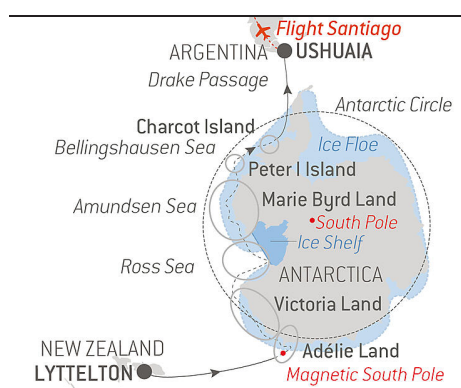 Flight Santiago
ARGENTINA
USHUAIA
Drake Passage
Antarctic Circle
Charcot Island
Bellingshausen Sea
Ice Floe
Peter I Island
Amundsen Sea
Marie Byrd Land
South Pole
Ice Shelf
Ross Sea
ANTARCTICA
Victoria Land
NEW ZEALAND
Adélie Land
LYTTELTON
Magnetic South Pole